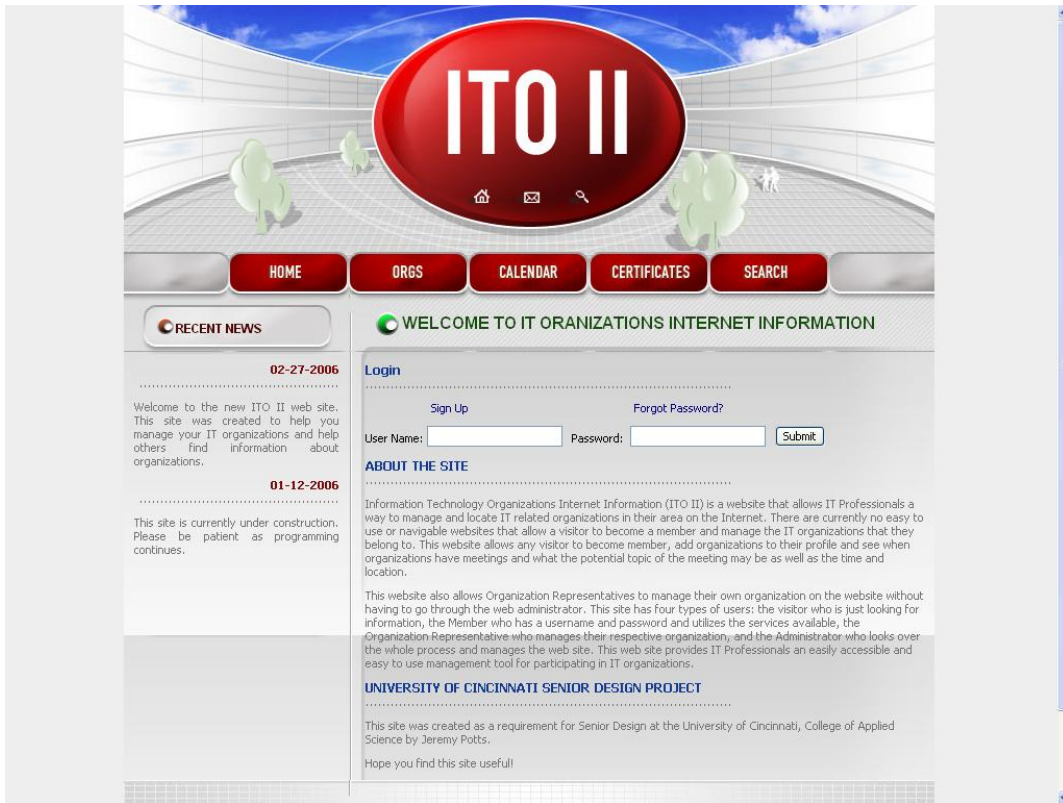 ITO II
HOME ORGS CALENDAR CERTIFICATES SEARCH
RECENT NEWS
02-27-2006
Welcome to the new ITO II web site.
This site was created to help you
manage your IT organizations and help
others find information about
organizations.
01-12-2006
This site is currently under construction.
Please be patient as programming
continues.
WELCOME TO IT ORANIZATIONS INTERNET INFORMATION
Login
Sign Up Forgot Password?
User Name: Password: Submit
ABOUT THE SITE
Information Technology Organizations Internet Information (ITO II) is a website that allows IT Professionals a
way to manage and locate IT related organizations in their area on the Internet. There are currently no easy to
use or navigable websites that allow a visitor to become a member and manage the IT organizations that they
belong to. This website allows any visitor to become member, add organizations to their profile and see when
organizations have meetings and what the potential topic of the meeting may be as well as the time and
location.
This website also allows Organization Representatives to manage their own organization on the website without
having to go through the web administrator. This site has four types of users: the visitor who is just looking for
information, the Member who has a username and password and utilizes the services available, the
Organization Representative who manages their respective organization, and the Administrator who looks over
the whole process and manages the web site. This web site provides IT Professionals an easily accessible and
easy to use management tool for participating in IT organizations.
UNIVERSITY OF CINCINNATI SENIOR DESIGN PROJECT
This site was created as a requirement for Senior Design at the University of Cincinnati, College of Applied
Science by Jeremy Potts.
Hope you find this site useful!